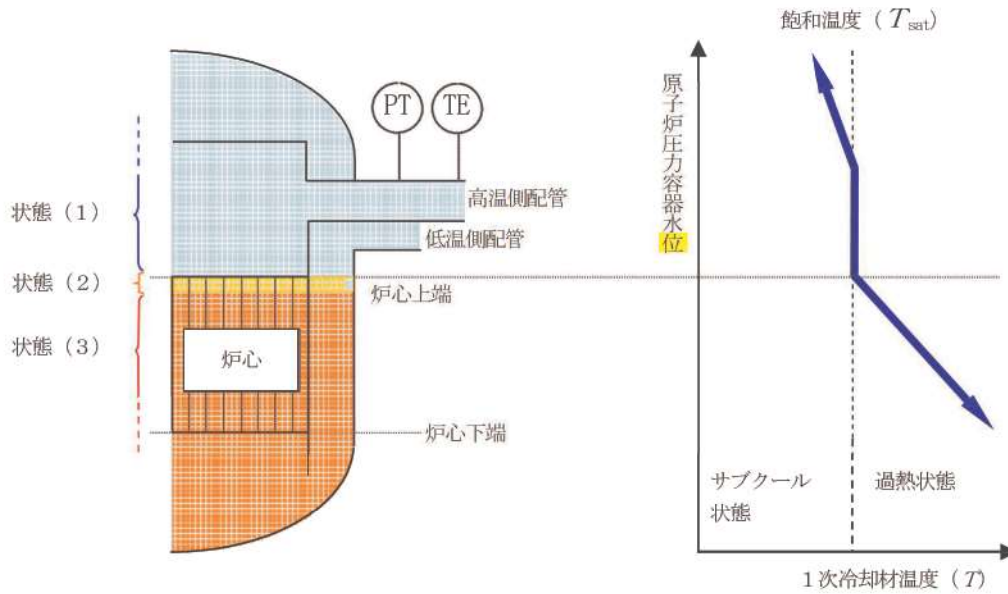 飽和温度（Tsat）
PT
TE
原子炉圧力容器水位
状態（1）
高温側配管
低温側配管
状態（2）
炉心上端
状態（3）
炉心
炉心下端
サブクール
状態
過熱状態
1次冷却材温度（T）